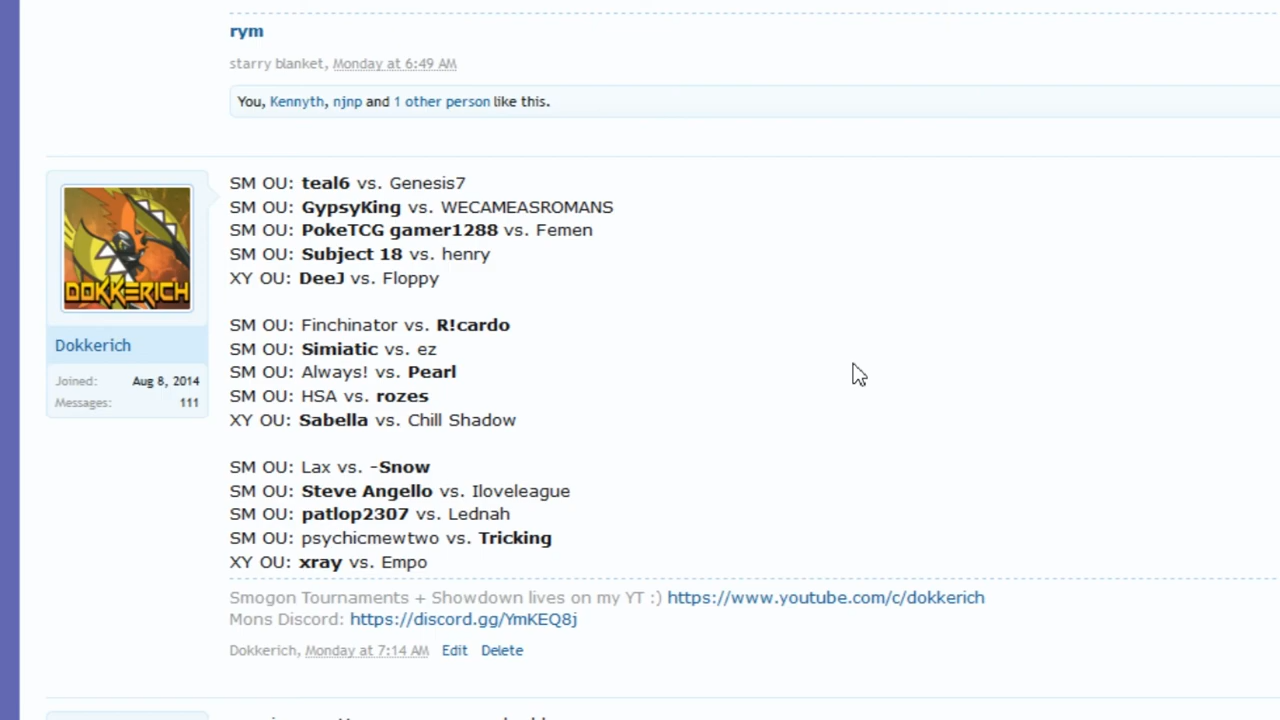 rym
starry blanket, Monday at 6:49 AM
You, Kennyth, njnp and 1 other person like this.
SM OU: teal6 vs. Genesis7
SM OU: GypsyKing vs. WECAMEASROMANS
SM OU: PokeTCG gamer1288 vs. Femen
SM OU: Subject 18 vs. henry
XY OU: DeeJ vs. Floppy
SM OU: Finchinator vs. R!cardo
SM OU: Simiatic vs. ez
SM OU: Always! vs. Pearl
SM OU: HSA vs. rozes
XY OU: Sabella vs. Chill Shadow
SM OU: Lax vs. -Snow
SM OU: Steve Angello vs. Iloveleague
SM OU: patlop2307 vs. Lednah
SM OU: psychicmewtwo vs. Tricking
XY OU: xray vs. Empo
DOKKERICH
Dokkerich
Joined: Aug 8, 2014
Messages: 111
Smogon Tournaments + Showdown lives on my YT :) https://www.youtube.com/c/dokkerich
Mons Discord: https://discord.gg/YmKEQ8j
Dokkerich, Monday at 7:14 AM Edit Delete